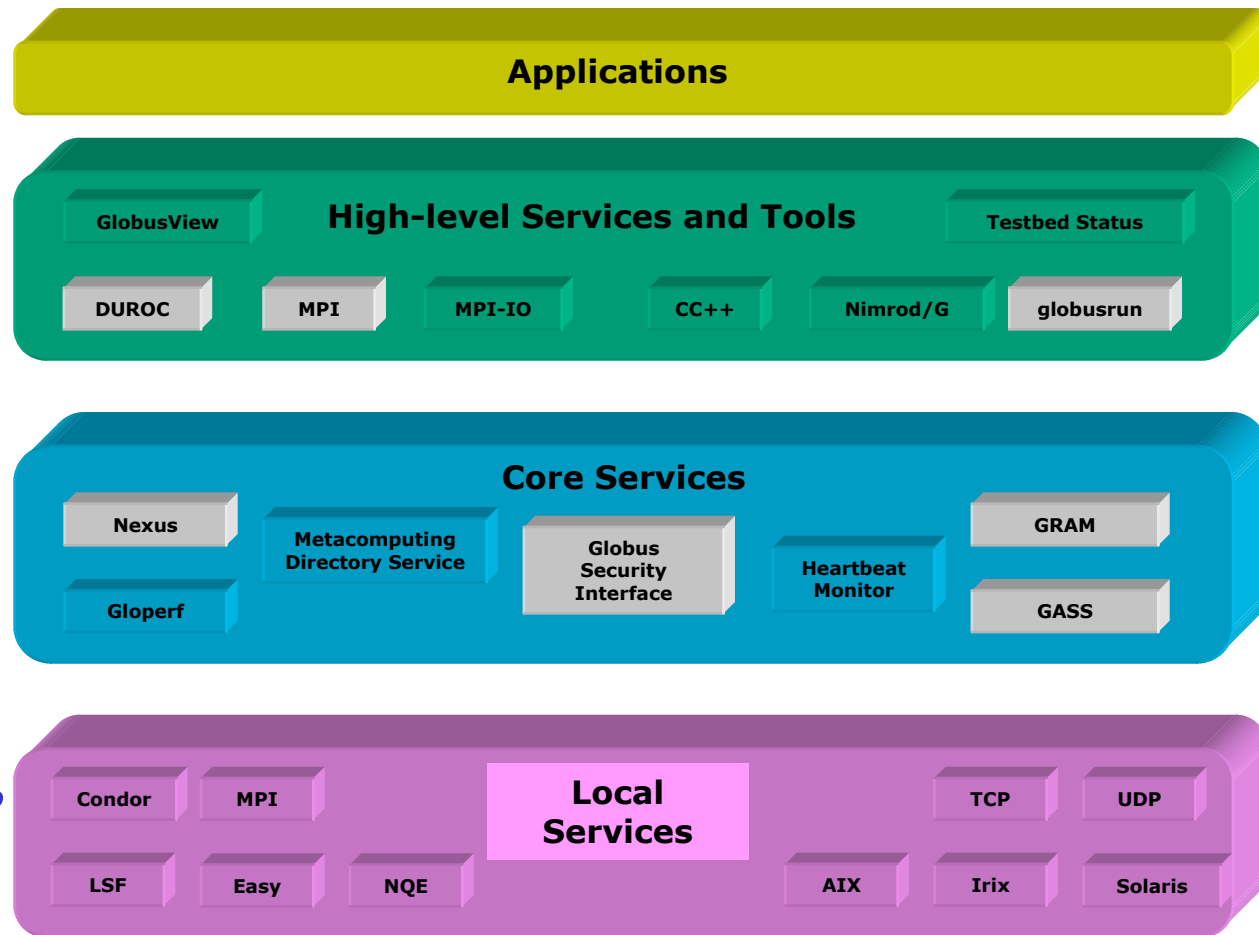 Applications
High-level Services and Tools
GlobusView
Testbed Status
DUROC
MPI
MPI-IO
CC++
Nimrod/G
globusrun
Core Services
Nexus
Metacomputing
Directory Service
Globus
Security
Interface
Heartbeat
Monitor
GRAM
Gloperf
GASS
Local
Services
Condor
MPI
TCP
UDP
LSF
Easy
NQE
AIX
Irix
Solaris